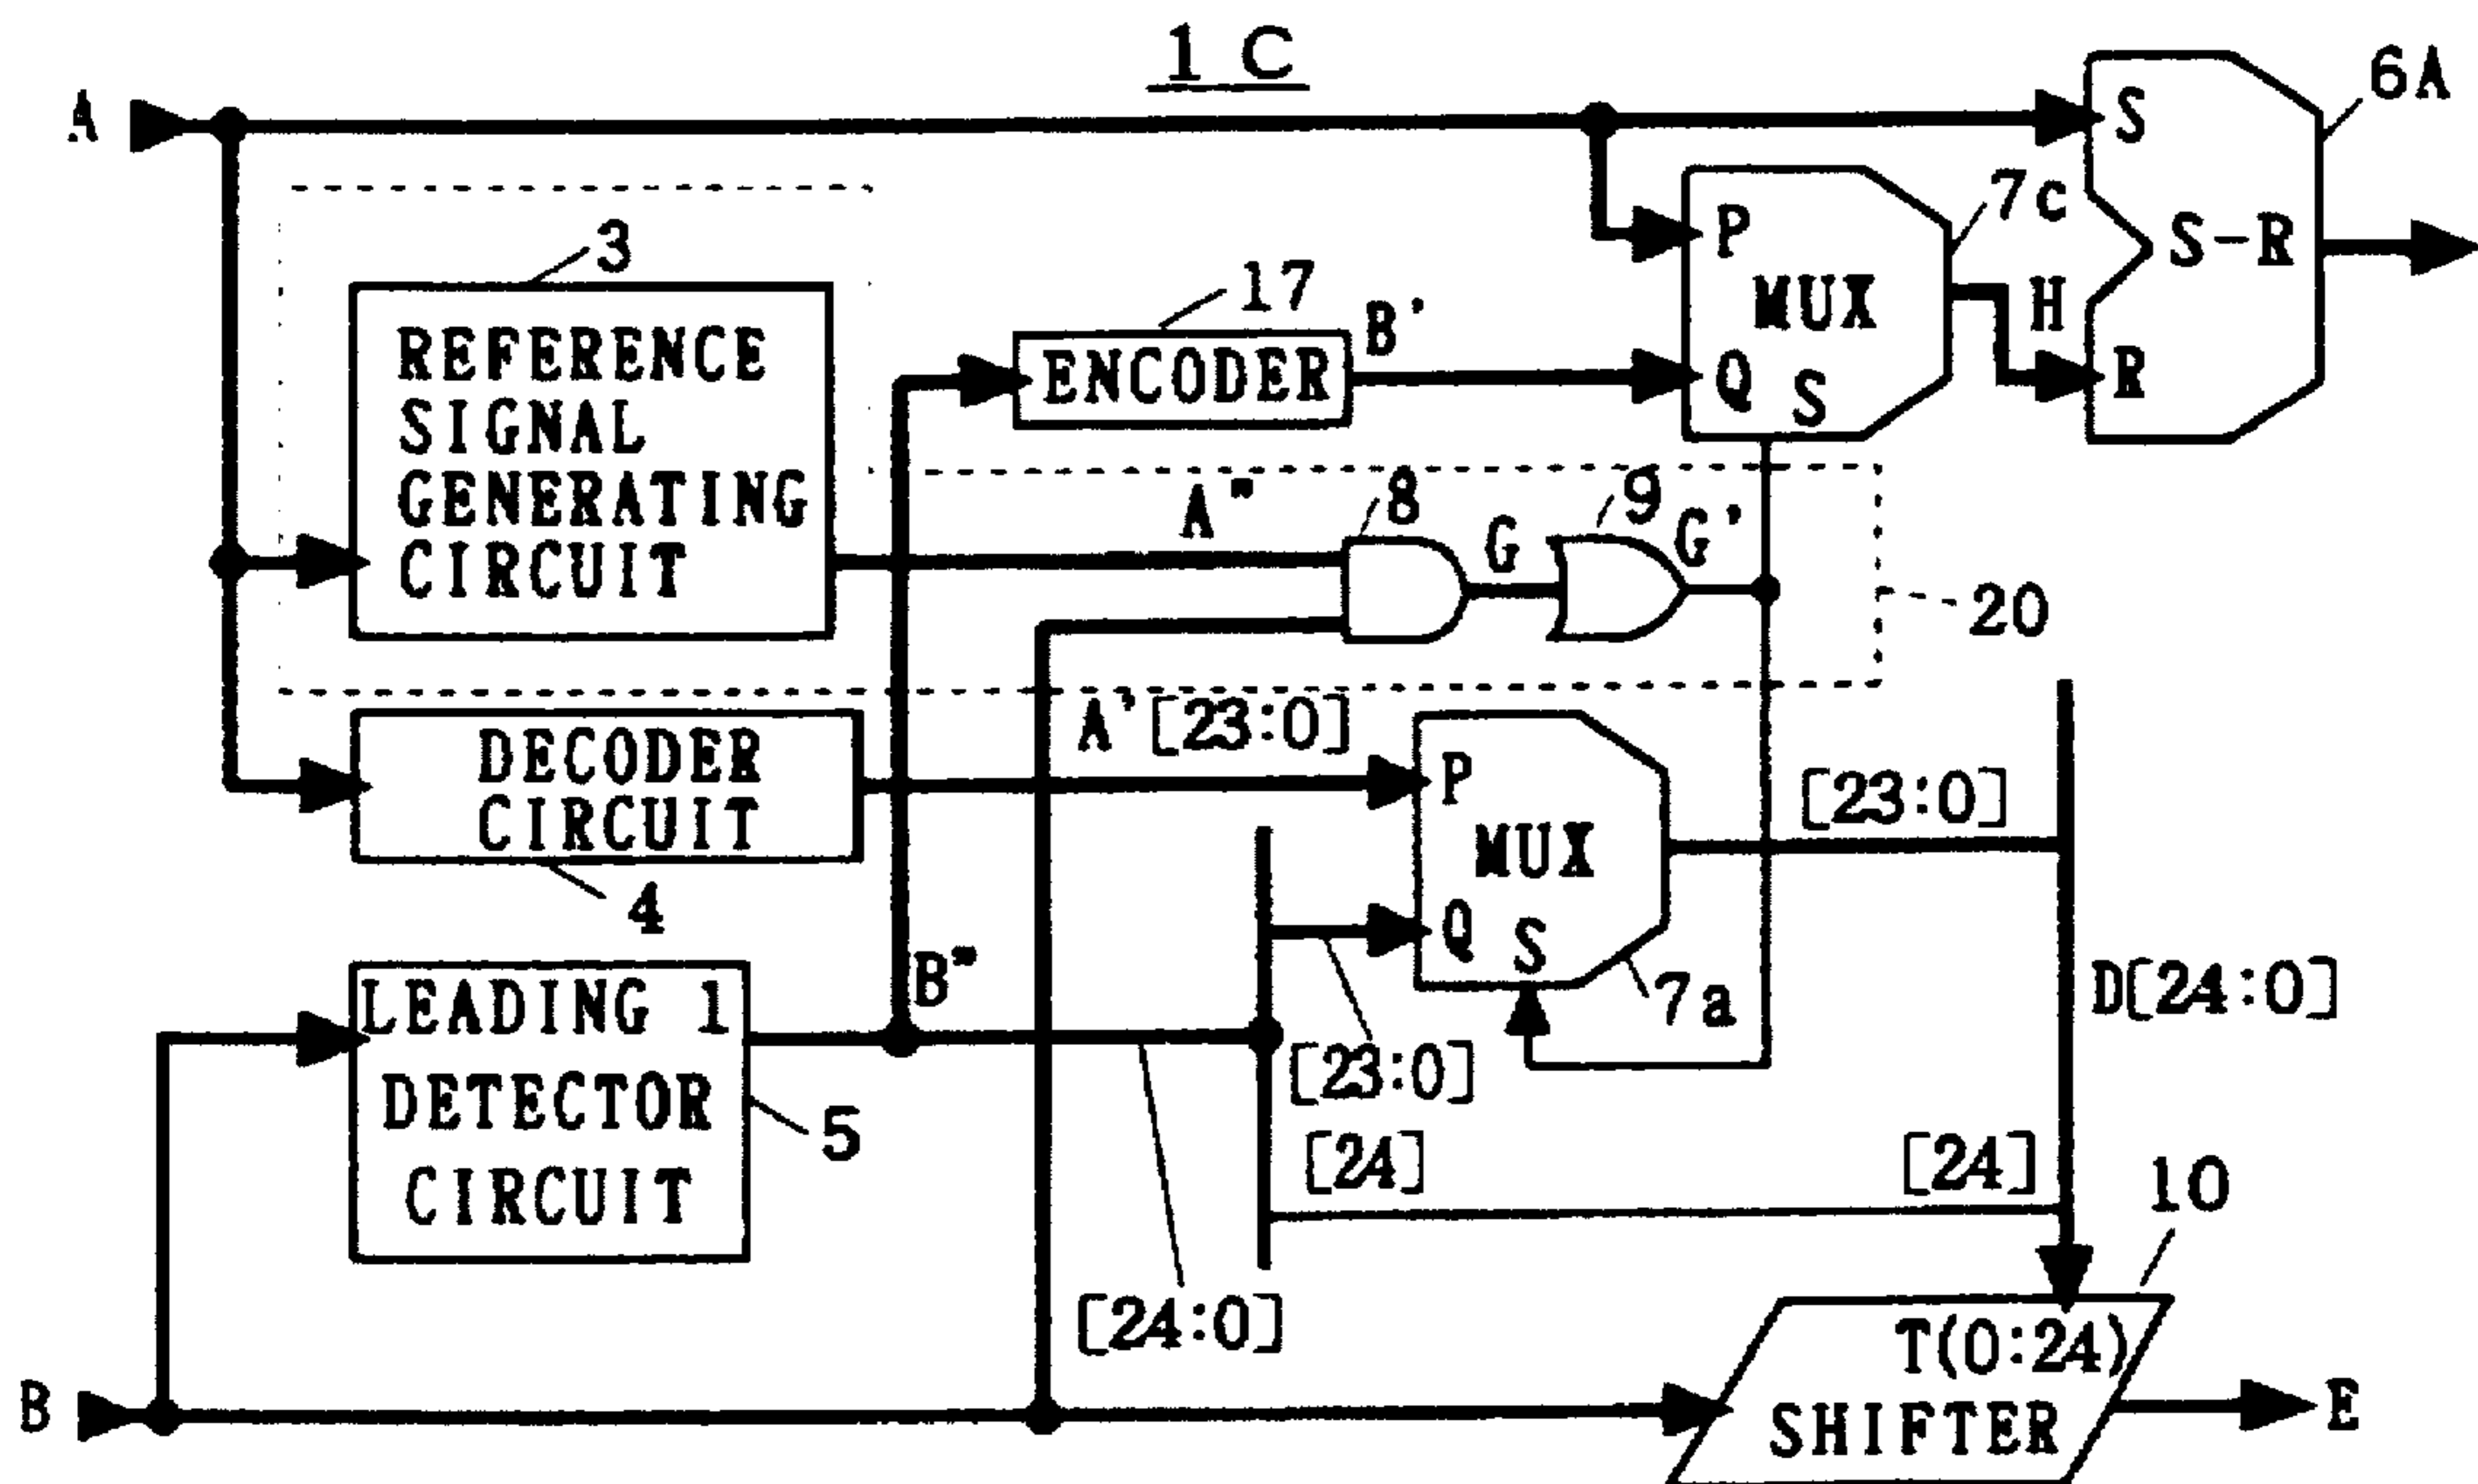 1 C
A
6A
S
7c
P
S-R
3
17
H
B'
MUX
REFERENCE
SIGNAL
GENERATING
CIRCUIT
ENCODER
Q
S
R
A"
8
G
9
G'
20
A'[23:0]
DECODER
CIRCUIT
P
[23:0]
MUX
4
Q
S
B"
7a
D[24:0]
LEADING 1
DETECTOR
CIRCUIT
5
[23:0]
[24]
[24]
10
[24:0]
T(0:24)
SHIFTER
B
E